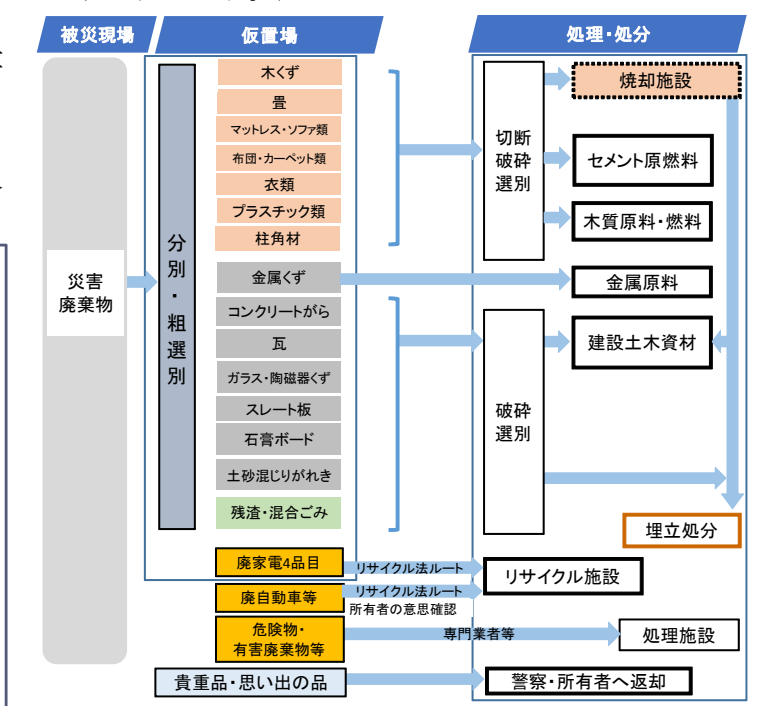 被災現場
仮置場
処理・処分
災害
廃棄物
分別・粗選別
木くず
畳
マットレス・ソファ類
布団・カーペット類
衣類
プラスチック類
柱角材
金属くず
コンクリートがら
瓦
ガラス・陶磁器くず
スレート板
石膏ボード
土砂混じりがれき
残渣・混合ごみ
廃家電4品目
廃自動車等
危険物・
有害廃棄物等
貴重品・思い出の品
リサイクル法ルート
リサイクル法ルート
所有者の意思確認
専門業者等
切断
破砕
選別
破砕
選別
焼却施設
セメント原燃料
木質原料・燃料
金属原料
建設土木資材
埋立処分
リサイクル施設
処理施設
警察・所有者へ返却